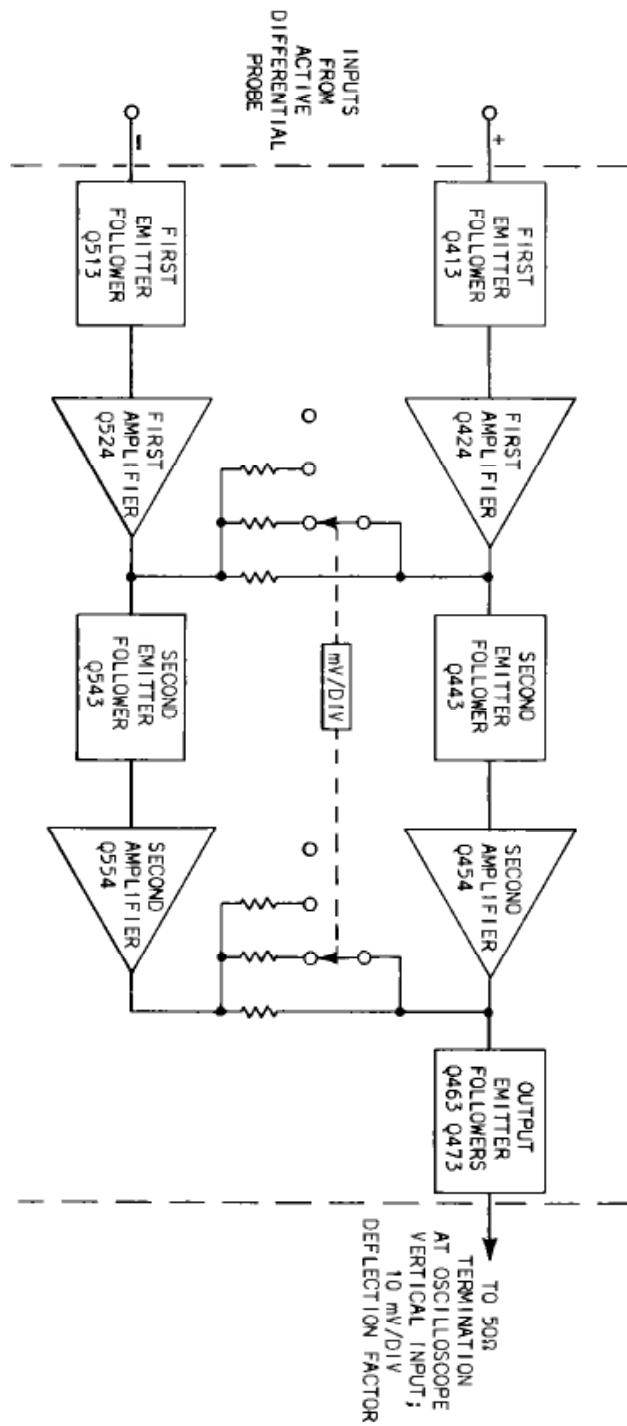 INPUTS
FROM
ACTIVE
DIFFERENTIAL
PROBE
+
FIRST
EMITTER
FOLLOWER
Q413
FIRST
AMPLIFIER
Q424
SECOND
EMITTER
FOLLOWER
Q443
SECOND
AMPLIFIER
Q454
OUTPUT
EMITTER
FOLLOWERS
Q463 Q473
TO 50Ω
TERMINATION
AT OSCILLOSCOPE
VERTICAL INPUT;
10 mV/DIV
DEFLECTION FACTOR
mV/DIV
−
FIRST
EMITTER
FOLLOWER
Q513
FIRST
AMPLIFIER
Q524
SECOND
EMITTER
FOLLOWER
Q543
SECOND
AMPLIFIER
Q554